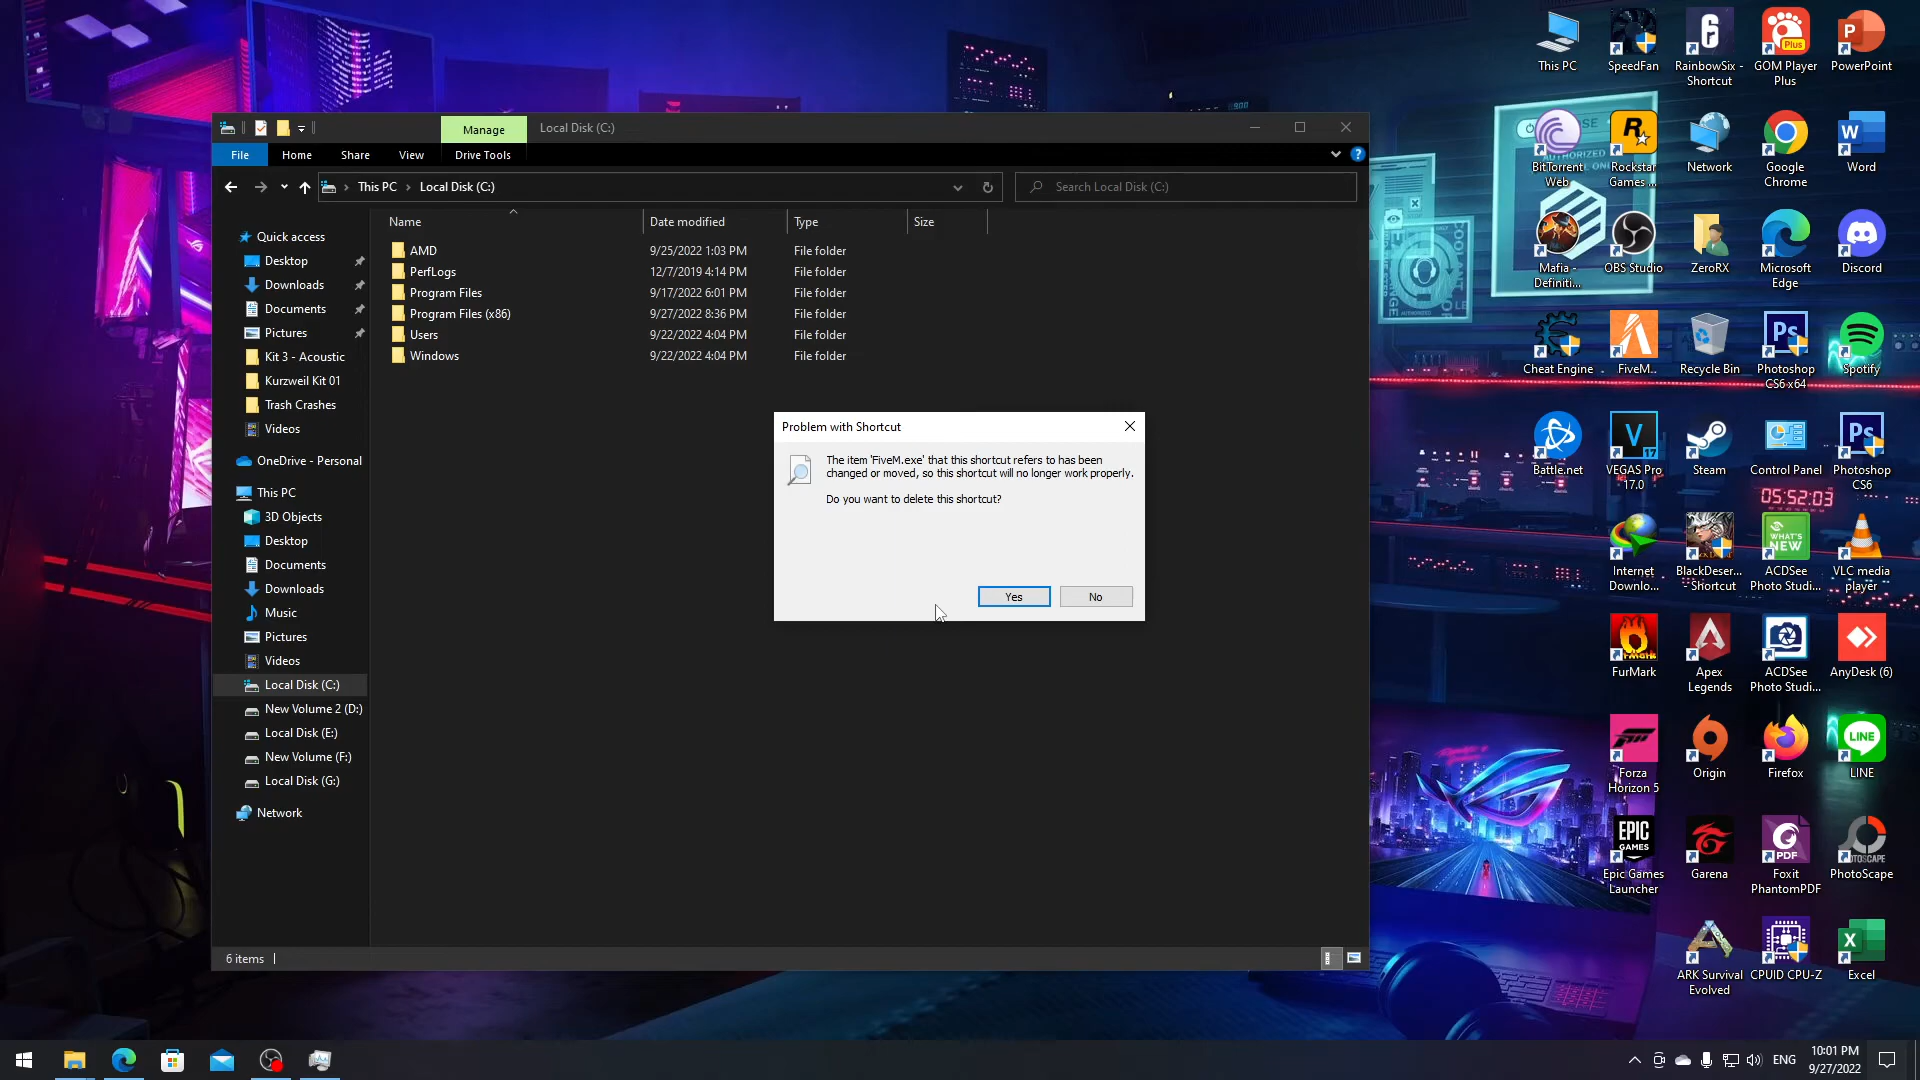 Manage
Local Disk (C:)
File
Home
Share
View
Drive Tools
This PC
Local Disk (C:)
Search Local Disk (C:)
Name
Date modified
Type
Size
AMD 9/25/2022 1:03 PM File folder
PerfLogs 12/7/2019 4:14 PM File folder
Program Files 9/17/2022 6:01 PM File folder
Program Files (x86) 9/27/2022 8:36 PM File folder
Users 9/22/2022 4:04 PM File folder
Windows 9/22/2022 4:04 PM File folder
Quick access
Desktop
Downloads
Documents
Pictures
Kit 3 - Acoustic
Kurzweil Kit 01
Trash Crashes
Videos
OneDrive - Personal
This PC
3D Objects
Desktop
Documents
Downloads
Music
Pictures
Videos
Local Disk (C:)
New Volume 2 (D:)
Local Disk (E:)
New Volume (F:)
Local Disk (G:)
Network
6 items
Problem with Shortcut
The item 'FiveM.exe' that this shortcut refers to has been
changed or moved, so this shortcut will no longer work properly.
Do you want to delete this shortcut?
Yes
No
This PC
SpeedFan
RainbowSix -
Shortcut
GOM Player
Plus
PowerPoint
BitTorrent
Web
Rockstar
Games ...
Network
Google
Chrome
Word
Mafia -
Definiti...
OBS Studio
ZeroRX
Microsoft
Edge
Discord
Cheat Engine
FiveM..
Recycle Bin
Photoshop
CS6 x64
Spotify
Battle.net
VEGAS Pro
17.0
Steam
Control Panel
Photoshop
CS6
05:52:03
Internet
Downlo...
BlackDeser...
- Shortcut
WHAT'S
NEW
ACDSee
Photo Studi...
VLC media
player
FurMark
Apex
Legends
ACDSee
Photo Studi...
AnyDesk (6)
Forza
Horizon 5
Origin
Firefox
LINE
LINE
EPIC
GAMES
Epic Games
Launcher
Garena
PDF
Foxit
PhantomPDF
PhotoScape
ARK Survival
Evolved
CPUID CPU-Z
Excel
ENG
10:01 PM
9/27/2022